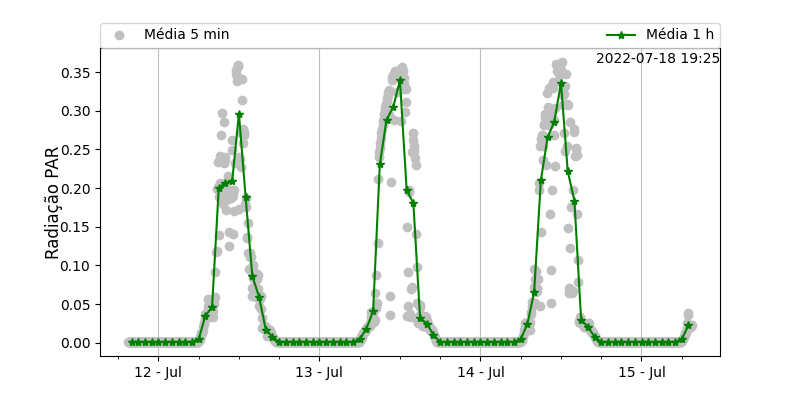 Média 5 min
Média 1 h
2022-07-18 19:25
Radiação PAR
0.35
0.30
0.25
0.20
0.15
0.10
0.05
0.00
12 - Jul
13 - Jul
14 - Jul
15 - Jul